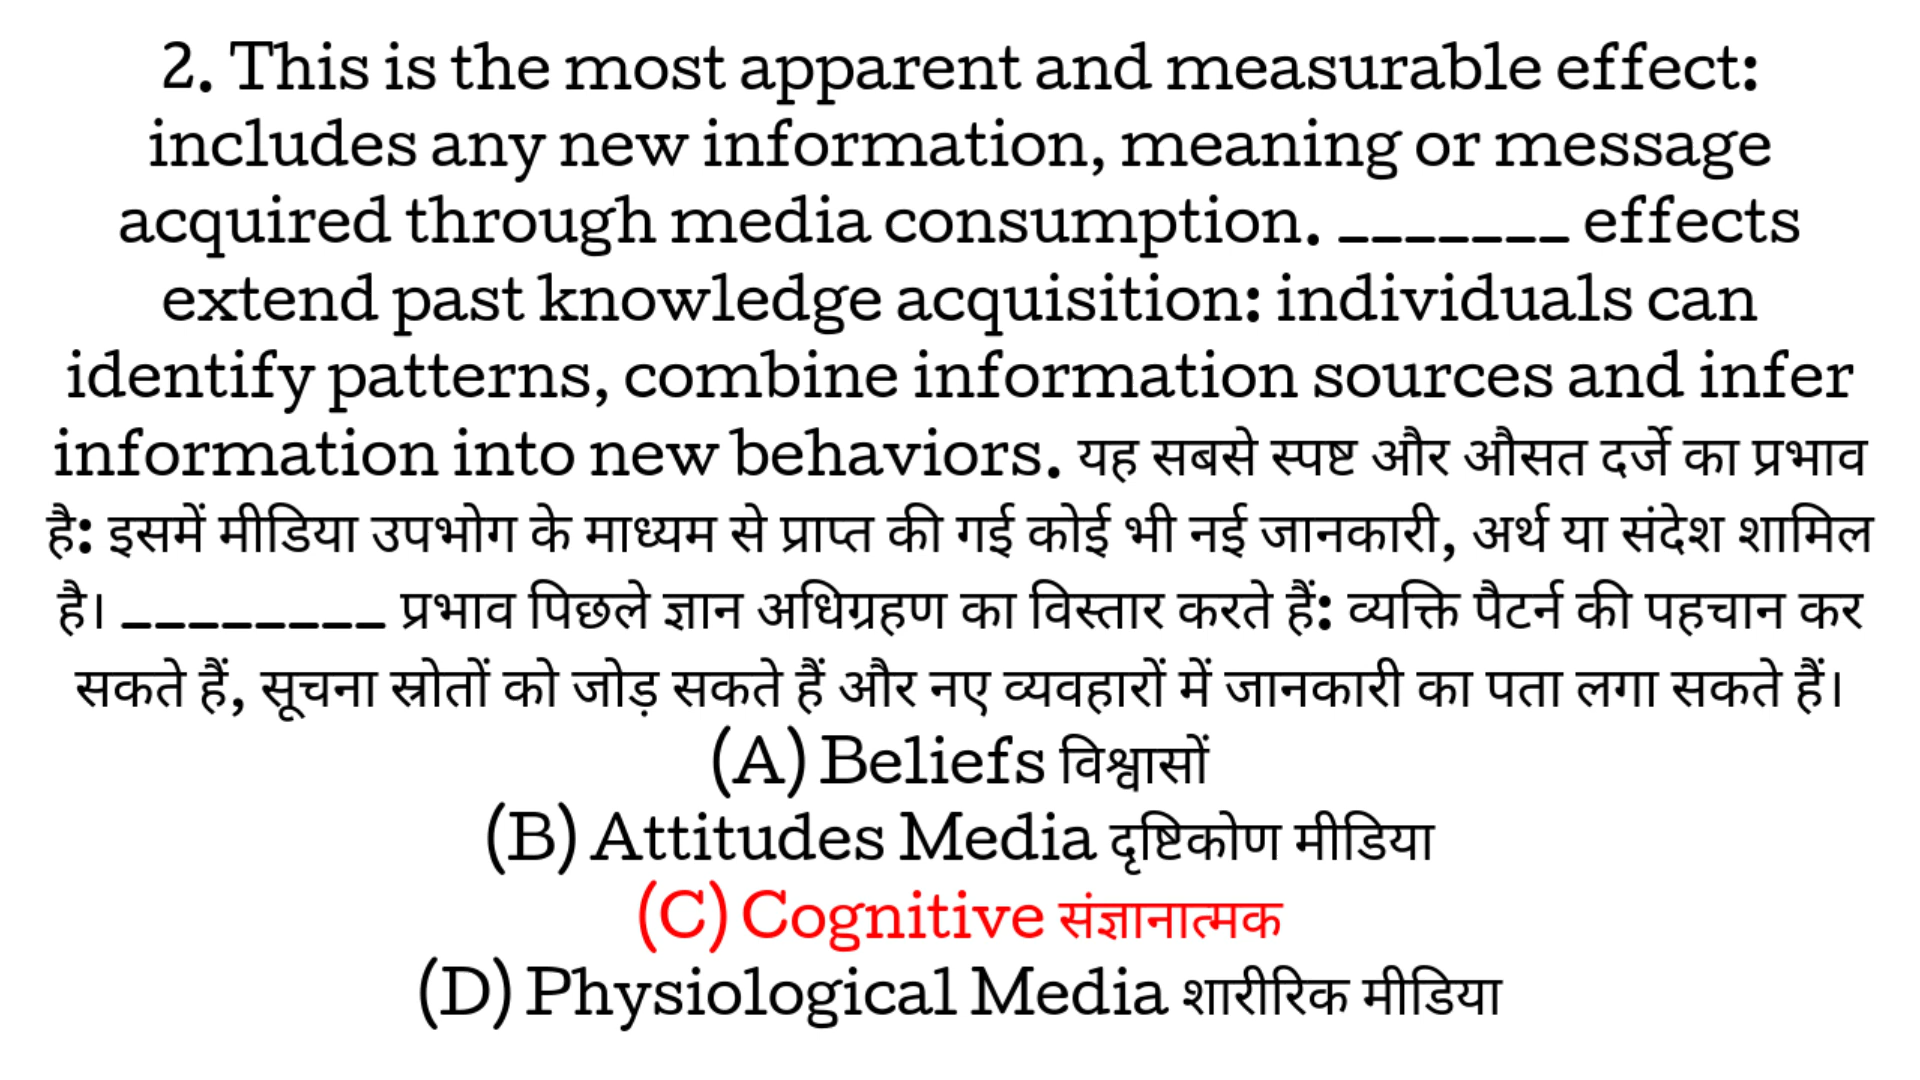 2. This is the most apparent and measurable effect:
includes any new information, meaning or message
acquired through media consumption. _______ effects
extend past knowledge acquisition: individuals can
identify patterns, combine information sources and infer
information into new behaviors. यह सबसे स्पष्ट और औसत दर्जे का प्रभाव
है: इसमें मीडिया उपभोग के माध्यम से प्राप्त की गई कोई भी नई जानकारी, अर्थ या संदेश शामिल
है। ________ प्रभाव पिछले ज्ञान अधिग्रहण का विस्तार करते हैं: व्यक्ति पैटर्न की पहचान कर
सकते हैं, सूचना स्रोतों को जोड़ सकते हैं और नए व्यवहारों में जानकारी का पता लगा सकते हैं।
(A) Beliefs विश्वासों
(B) Attitudes Media दृष्टिकोण मीडिया
(C) Cognitive संज्ञानात्मक
(D) Physiological Media शारीरिक मीडिया